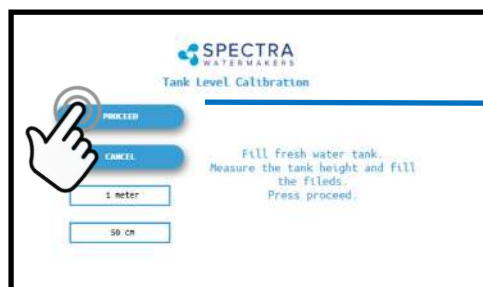 SPECTRA
WATERMAKERS
Tank Level Calibration
PROCEED
CANCEL
1 meter
50 cm
Fill fresh water tank.
Measure the tank height and fill
the fileds.
Press proceed.